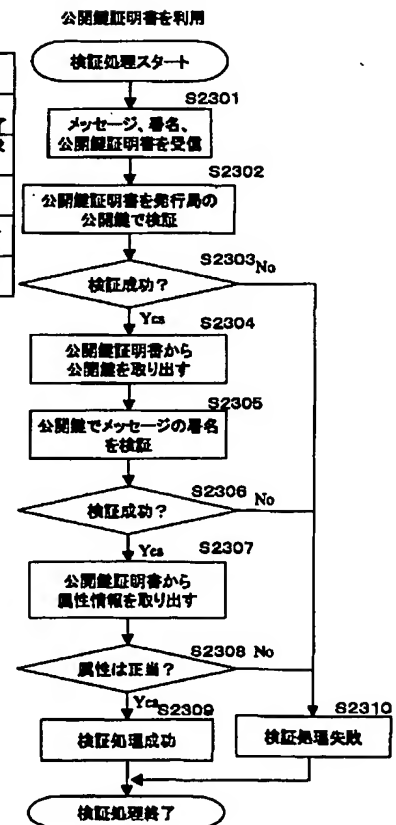 公開鍵証明書を利用
検証処理スタート
S2301
メッセージ、署名、
公開鍵証明書を受信
S2302
公開鍵証明書を発行局の
公開鍵で検証
S2303 No
検証成功?
Yes
S2304
公開鍵証明書から
公開鍵を取り出す
S2305
公開鍵でメッセージの署名
を検証
S2306 No
検証成功?
Yes
S2307
公開鍵証明書から
属性情報を取り出す
S2308 No
属性は正当?
Yes
S2309
検証処理成功
S2310
検証処理失敗
検証処理終了